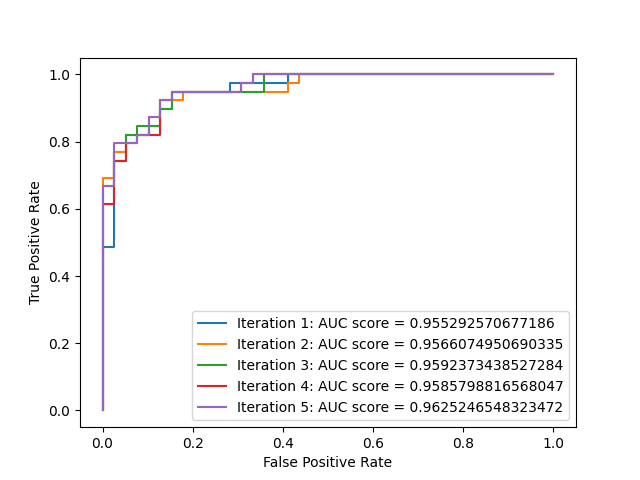 1.0
0.8
0.6
0.4
0.2
0.0
True Positive Rate
Iteration 1: AUC score = 0.955292570677186
Iteration 2: AUC score = 0.9566074950690335
Iteration 3: AUC score = 0.9592373438527284
Iteration 4: AUC score = 0.9585798816568047
Iteration 5: AUC score = 0.9625246548323472
0.0 0.2 0.4 0.6 0.8 1.0
False Positive Rate